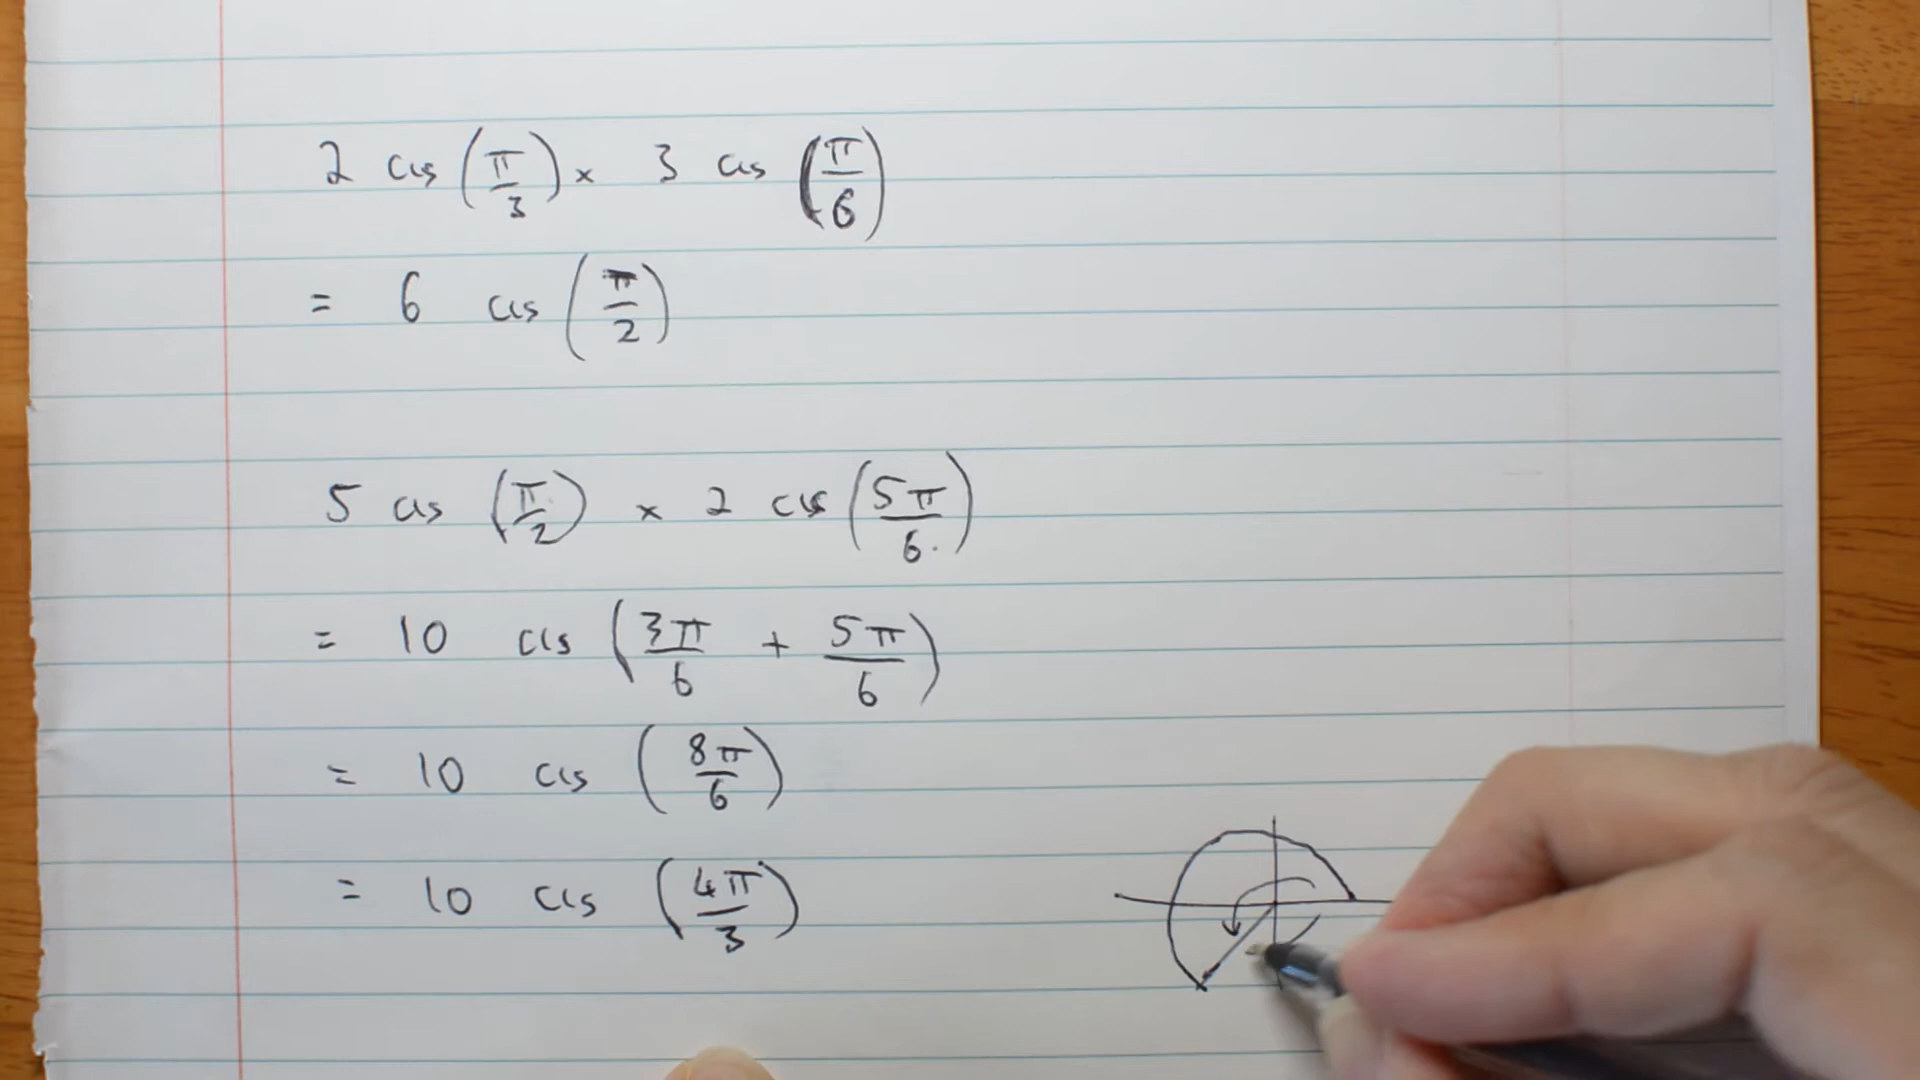 2 cis (π/3) × 3 cis (π/6)
= 6 cis (π/2)
5 cis (π/2) × 2 cis (5π/6)
= 10 cis (3π/6 + 5π/6)
= 10 cis (8π/6)
= 10 cis (4π/3)